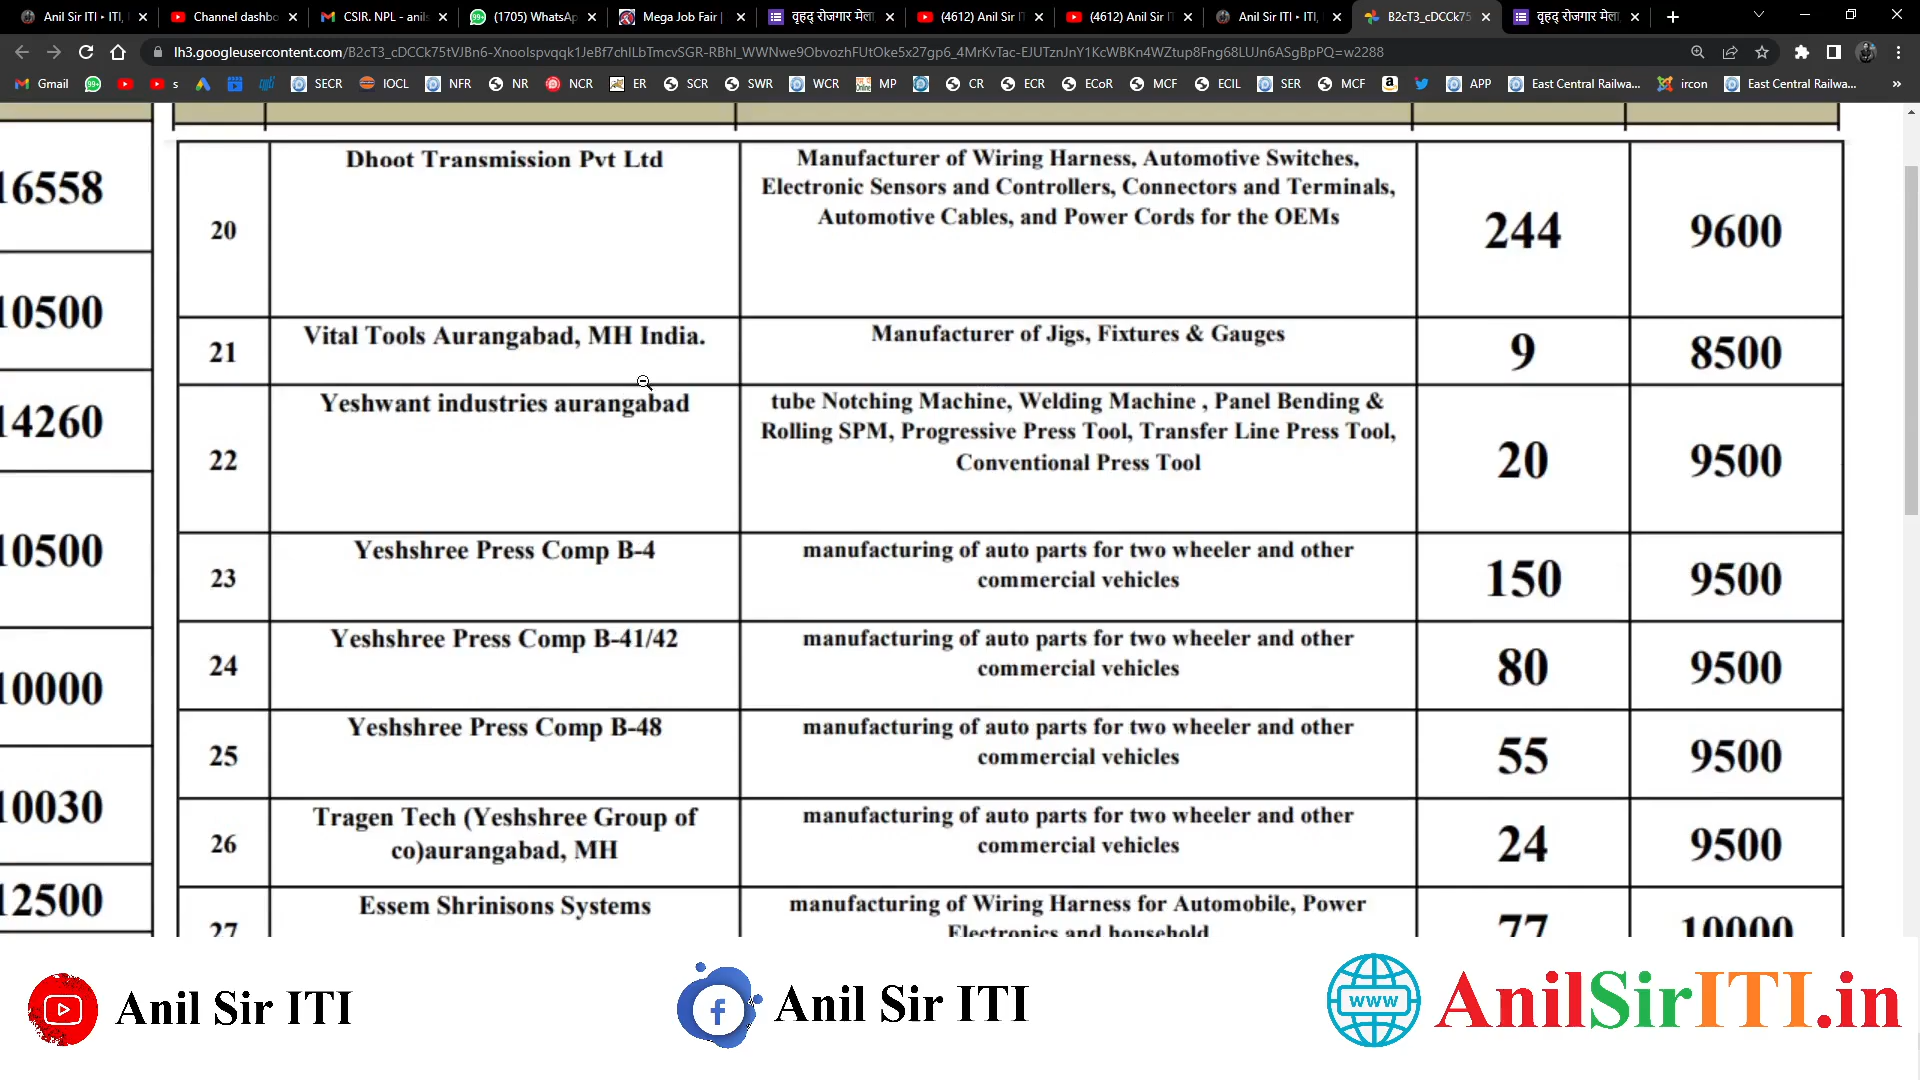 Anil Sir ITI • ITI,
Channel dashbo
CSIR. NPL - anils
(1705) WhatsAp
Mega Job Fair |
वृहद् रोजगार मेला
(4612) Anil Sir I
(4612) Anil Sir I
Anil Sir ITI • ITI,
B2cT3_cDCCk75
वृहद् रोजगार मेला
Gmail
s
SECR
IOCL
NFR
NR
NCR
ER
SCR
SWR
WCR
MP
CR
ECR
ECoR
MCF
ECIL
SER
MCF
APP
East Central Railwa...
ircon
East Central Railwa...
16558
10500
14260
10500
10000
10030
12500
20
Dhoot Transmission Pvt Ltd
Manufacturer of Wiring Harness, Automotive Switches,
Electronic Sensors and Controllers, Connectors and Terminals,
Automotive Cables, and Power Cords for the OEMs
244
9600
21
Vital Tools Aurangabad, MH India.
Manufacturer of Jigs, Fixtures & Gauges
9
8500
22
Yeshwant industries aurangabad
tube Notching Machine, Welding Machine , Panel Bending &
Rolling SPM, Progressive Press Tool, Transfer Line Press Tool,
Conventional Press Tool
20
9500
23
Yeshshree Press Comp B-4
manufacturing of auto parts for two wheeler and other
commercial vehicles
150
9500
24
Yeshshree Press Comp B-41/42
manufacturing of auto parts for two wheeler and other
commercial vehicles
80
9500
25
Yeshshree Press Comp B-48
manufacturing of auto parts for two wheeler and other
commercial vehicles
55
9500
26
Tragen Tech (Yeshshree Group of
co)aurangabad, MH
manufacturing of auto parts for two wheeler and other
commercial vehicles
24
9500
27
Essem Shrinisons Systems
manufacturing of Wiring Harness for Automobile, Power
Electronics and household
77
10000
Anil Sir ITI
f
Anil Sir ITI
www
AnilSirITI.in